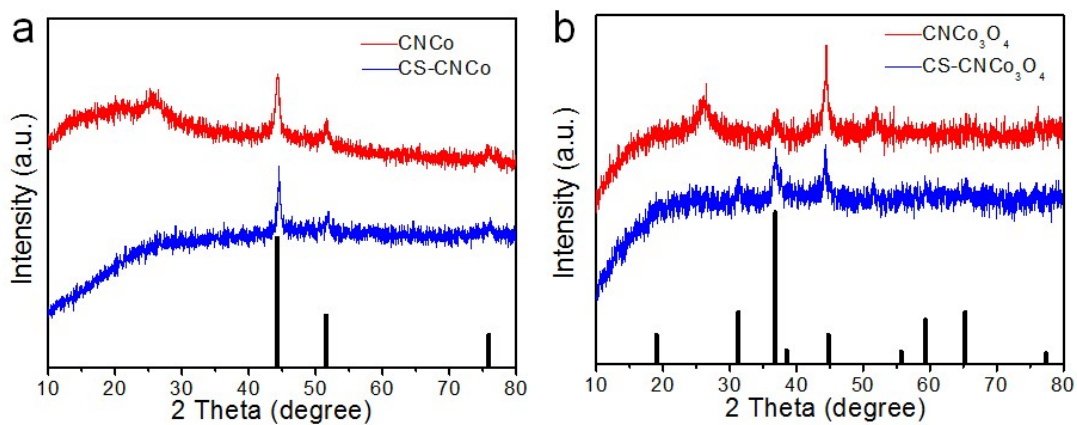 a
CNCo
CS-CNCo
Intensity (a.u.)
10 20 30 40 50 60 70 80
2 Theta (degree)
b
CNCo₃O₄
CS-CNCo₃O₄
Intensity (a.u.)
10 20 30 40 50 60 70 80
2 Theta (degree)